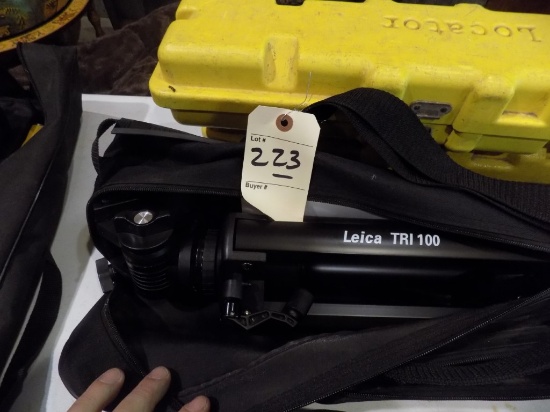 Locator
Lot #
223
Buyer #
Leica TRI 100